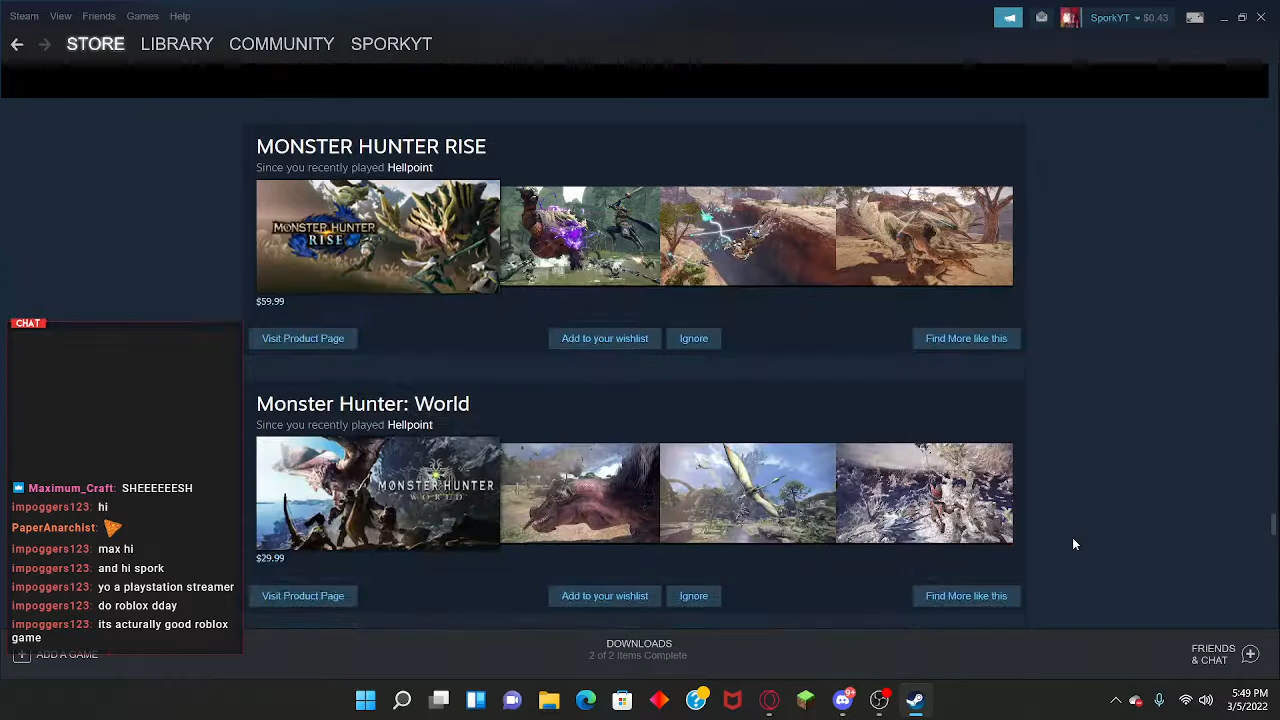 Steam View Friends Games Help
SporkYT $0.43
STORE LIBRARY COMMUNITY SPORKYT
MONSTER HUNTER RISE
Since you recently played Hellpoint
MONSTER HUNTER
RISE
$59.99
Visit Product Page Add to your wishlist Ignore Find More like this
CHAT
Monster Hunter: World
Since you recently played Hellpoint
MONSTER HUNTER
WORLD
Maximum_Craft: SHEEEEEESH
impoggers123: hi
PaperAnarchist:
impoggers123: max hi
impoggers123: and hi spork
impoggers123: yo a playstation streamer
impoggers123: do roblox dday
impoggers123: its acturally good roblox
game
$29.99
Visit Product Page Add to your wishlist Ignore Find More like this
ADD A GAME
DOWNLOADS
2 of 2 Items Complete
FRIENDS
& CHAT
9+
5:49 PM
3/5/2022